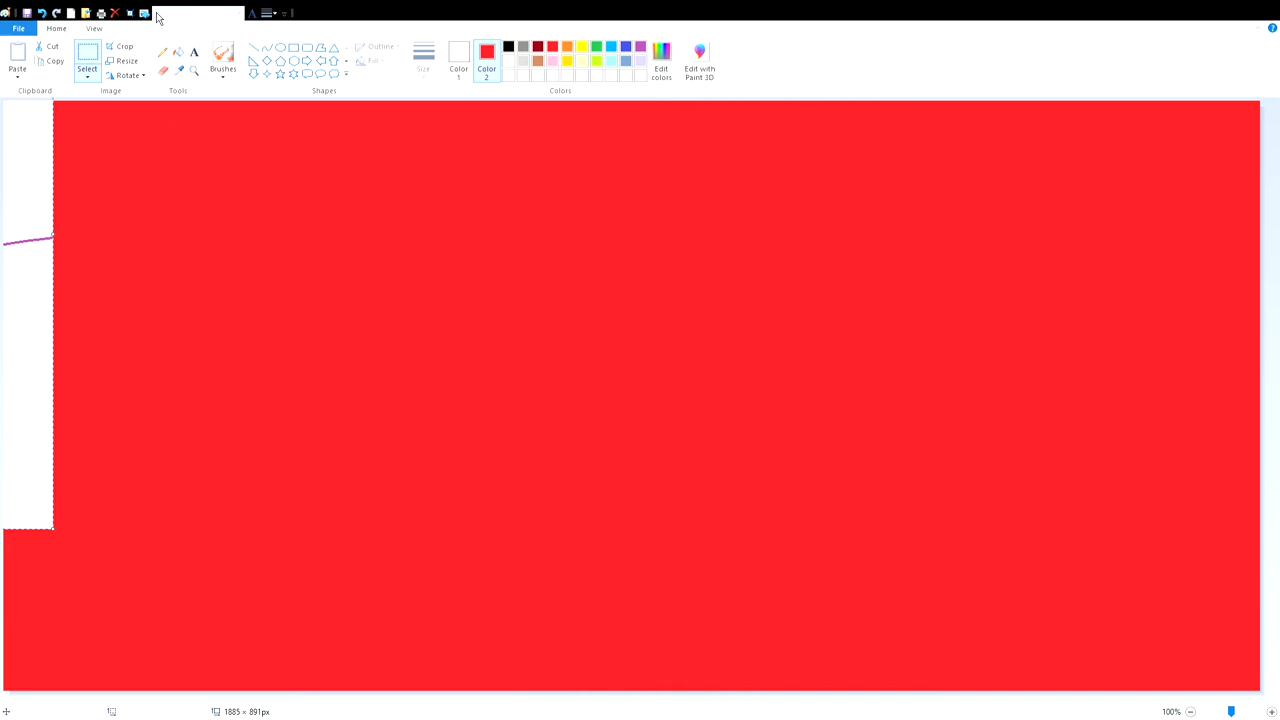 File Home View
Paste Cut Copy Select Crop Resize Rotate Brushes Outline Fill Size Color 1 Color 2 Edit colors Edit with Paint 3D
Clipboard Image Tools Shapes Colors
1885 × 891px 100%